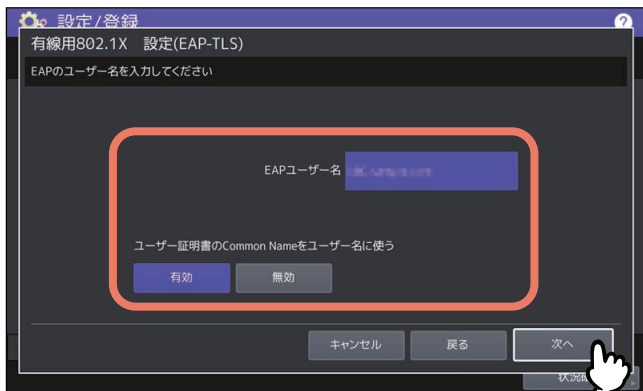 設定/登録
?
有線用802.1X 設定(EAP-TLS)
EAPのユーザー名を入力してください
EAPユーザー名
ユーザー証明書のCommon Nameをユーザー名に使う
有効 無効
キャンセル 戻る 次へ
状況